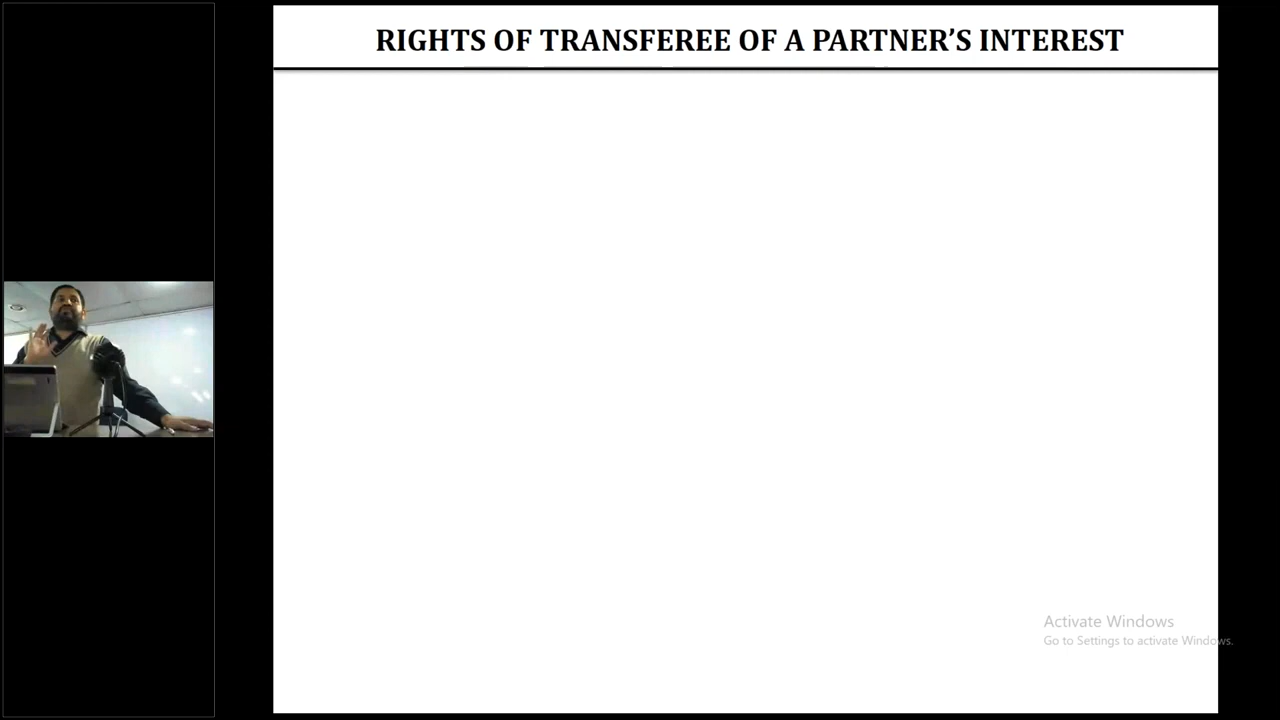 RIGHTS OF TRANSFEREE OF A PARTNER’S INTEREST
Activate Windows
Go to Settings to activate Windows.